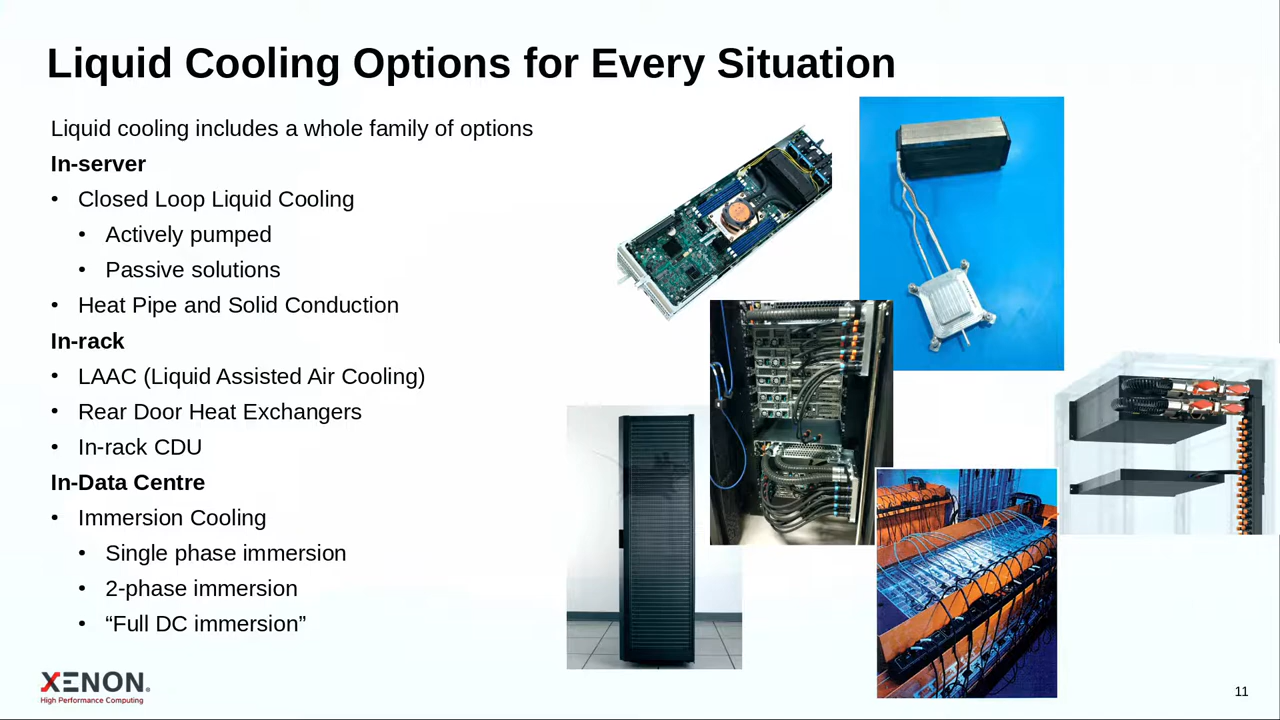 Liquid Cooling Options for Every Situation
Liquid cooling includes a whole family of options
In-server
• Closed Loop Liquid Cooling
• Actively pumped
• Passive solutions
• Heat Pipe and Solid Conduction
In-rack
• LAAC (Liquid Assisted Air Cooling)
• Rear Door Heat Exchangers
• In-rack CDU
In-Data Centre
• Immersion Cooling
• Single phase immersion
• 2-phase immersion
• “Full DC immersion”
XENON.
High Performance Computing
11